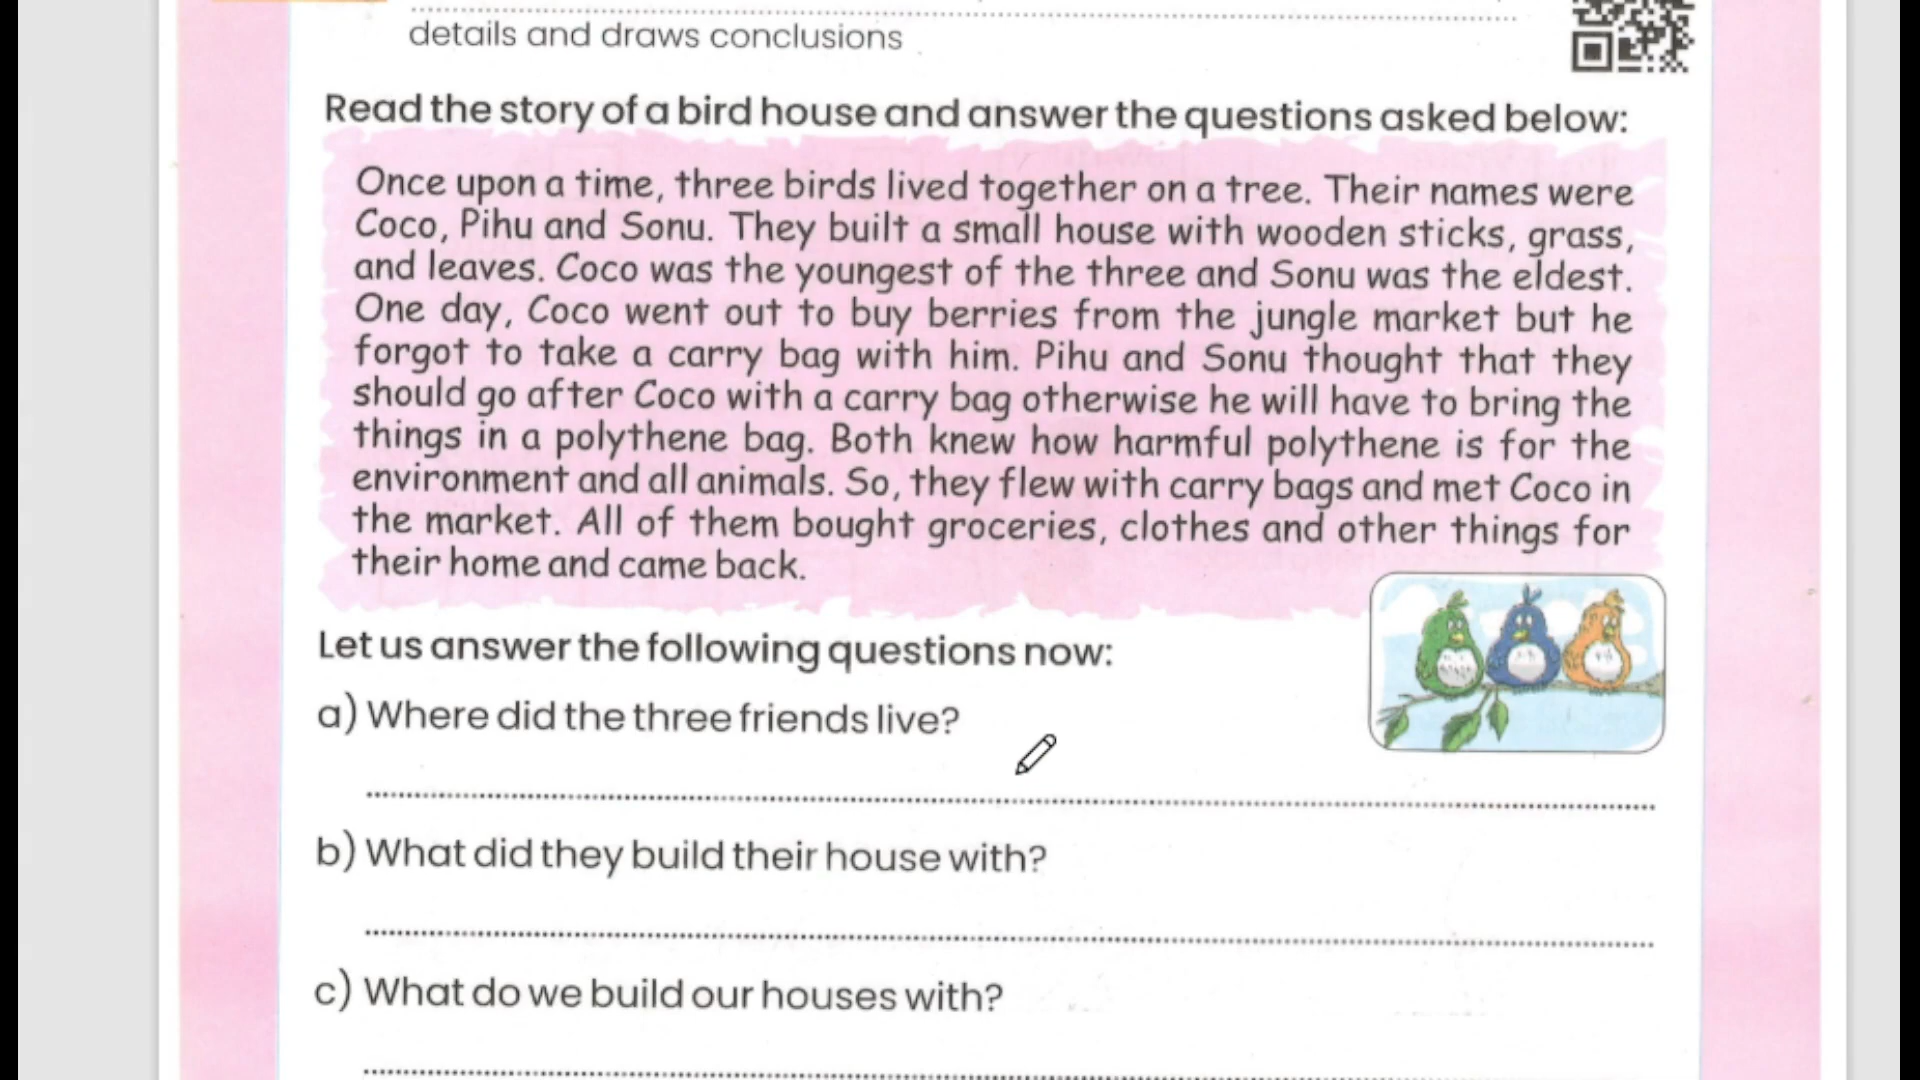 details and draws conclusions
Read the story of a bird house and answer the questions asked below:
Once upon a time, three birds lived together on a tree. Their names were
Coco, Pihu and Sonu. They built a small house with wooden sticks, grass,
and leaves. Coco was the youngest of the three and Sonu was the eldest.
One day, Coco went out to buy berries from the jungle market but he
forgot to take a carry bag with him. Pihu and Sonu thought that they
should go after Coco with a carry bag otherwise he will have to bring the
things in a polythene bag. Both knew how harmful polythene is for the
environment and all animals. So, they flew with carry bags and met Coco in
the market. All of them bought groceries, clothes and other things for
their home and came back.
Let us answer the following questions now:
a) Where did the three friends live?
b) What did they build their house with?
c) What do we build our houses with?